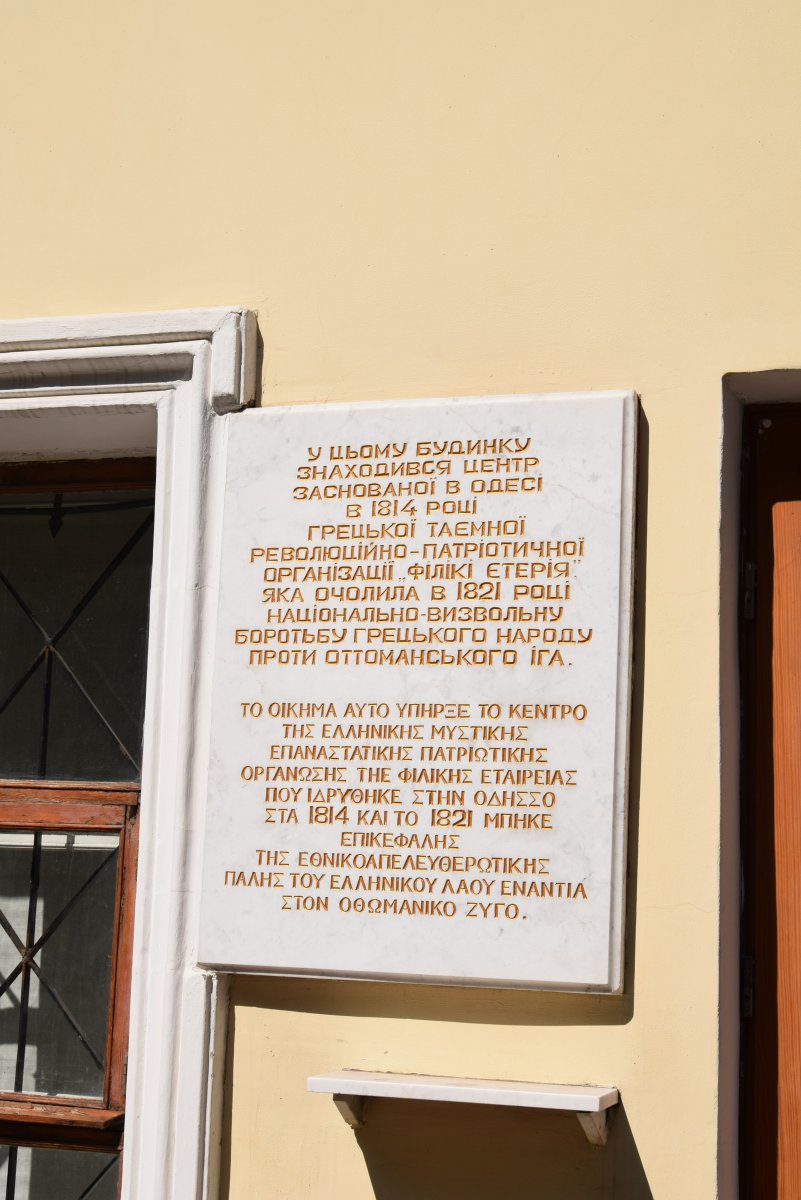 У ЦЬОМУ БУДИНКУ
ЗНАХОДИВСЯ ЦЕНТР
ЗАСНОВАНОЇ В ОДЕСІ
В 1814 РОЦІ
ГРЕЦЬКОЇ ТАЄМНОЇ
РЕВОЛЮЦІЙНО-ПАТРІОТИЧНОЇ
ОРГАНІЗАЦІЇ „ФІЛІКІ ЄТЕРІЯ"
ЯКА ОЧОЛИЛА В 1821 РОЦІ
НАЦІОНАЛЬНО-ВИЗВОЛЬНУ
БОРОТЬБУ ГРЕЦЬКОГО НАРОДУ
ПРОТИ ОТТОМАНСЬКОГО ІГА.
ΤΟ ΟΙΚΗΜΑ ΑΥΤΟ ΥΠΗΡΞΕ ΤΟ ΚΕΝΤΡΟ
ΤΗΣ ΕΛΛΗΝΙΚΗΣ ΜΥΣΤΙΚΗΣ
ΕΠΑΝΑΣΤΑΤΙΚΗΣ ΠΑΤΡΙΩΤΙΚΗΣ
ΟΡΓΑΝΩΣΗΣ ΤΗΕ ΦΙΛΙΚΗΣ ΕΤΑΙΡΕΙΑΣ
ΠΟΥ ΙΔΡΥΘΗΚΕ ΣΤΗΝ ΟΔΗΣΣΟ
ΣΤΑ 1814 ΚΑΙ ΤΟ 1821 ΜΠΗΚΕ
ΕΠΙΚΕΦΑΛΗΣ
ΤΗΣ ΕΘΝΙΚΟΑΠΕΛΕΥΘΕΡΩΤΙΚΗΣ
ΠΑΛΗΣ ΤΟΥ ΕΛΛΗΝΙΚΟΥ ΛΑΟΥ ΕΝΑΝΤΙΑ
ΣΤΟΝ ΟΘΩΜΑΝΙΚΟ ΖΥΓΟ.